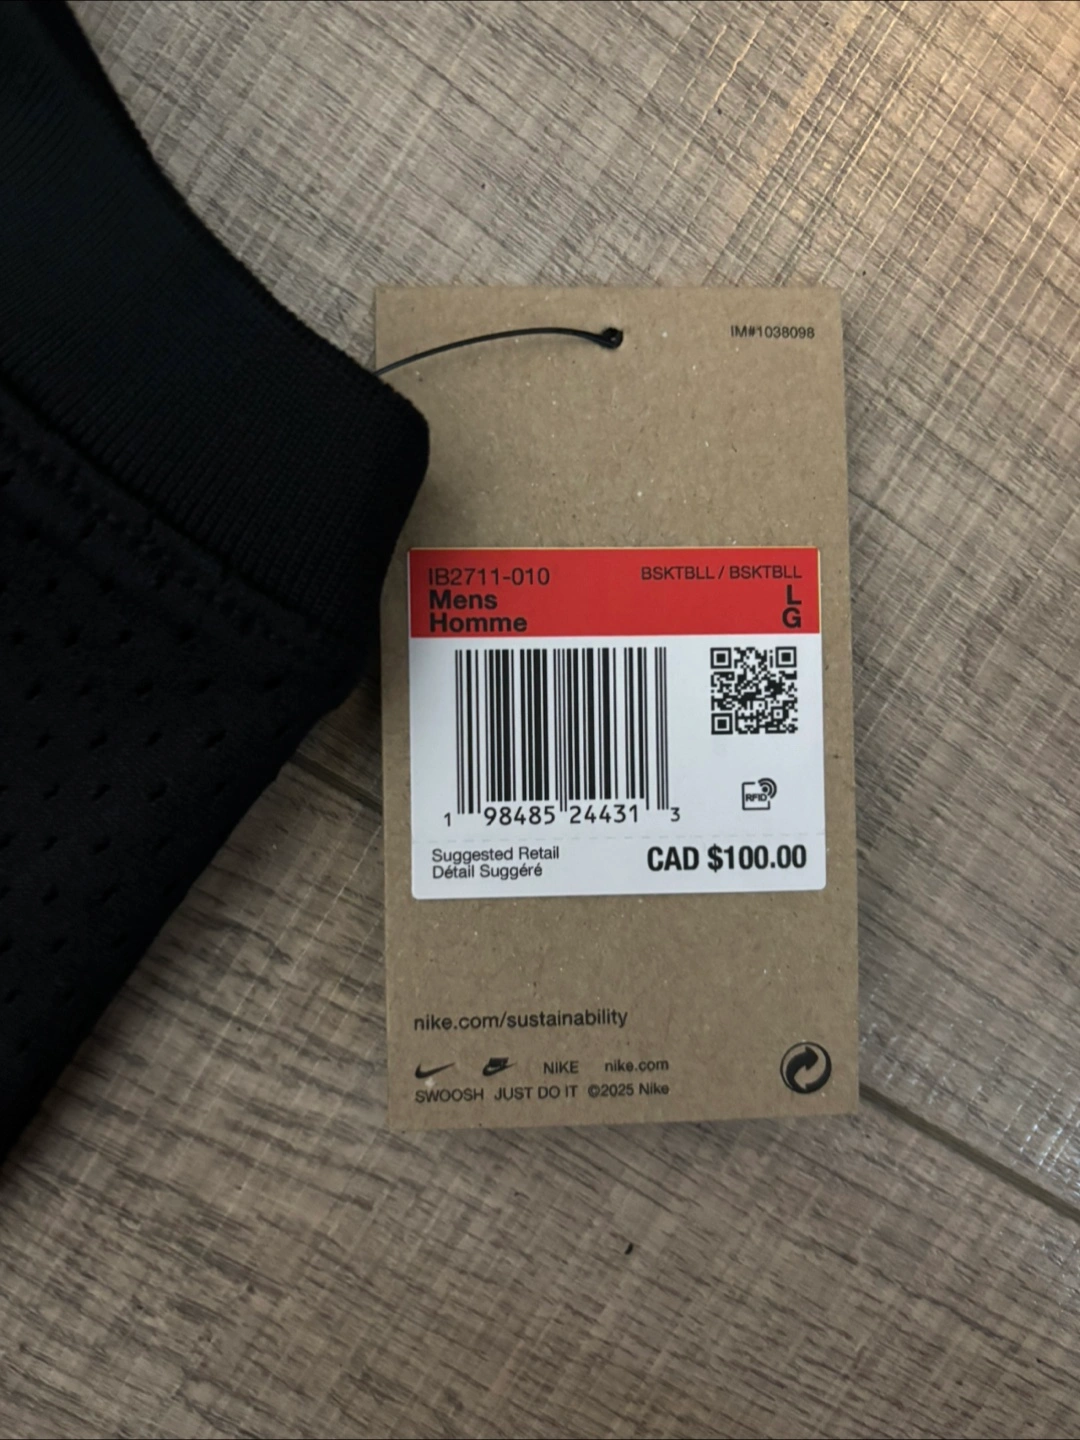 IM#1038098
IB2711-010 BSKTBLL / BSKTBLL
Mens L
Homme G
1 98485 24431 3
RFID
Suggested Retail
Détail Suggéré
CAD $100.00
nike.com/sustainability
NIKE nike.com
SWOOSH JUST DO IT ©2025 Nike